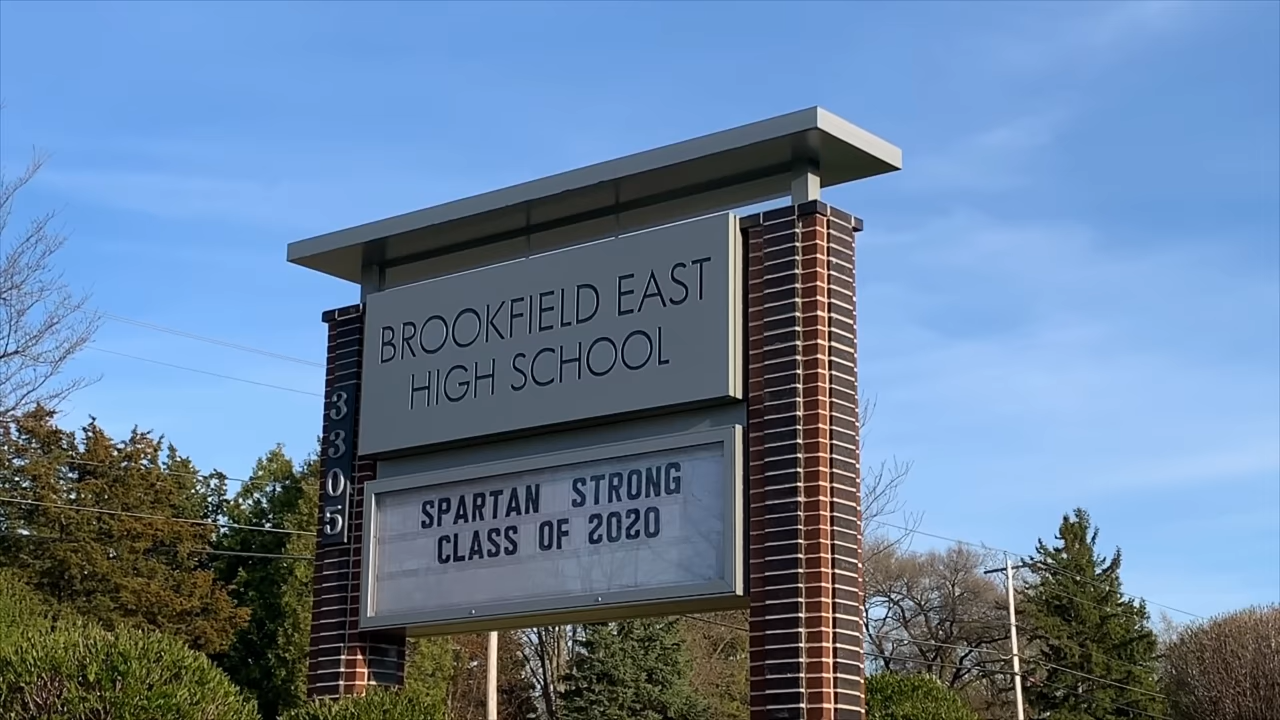 BROOKFIELD EAST
HIGH SCHOOL
3305
SPARTAN STRONG
CLASS OF 2020